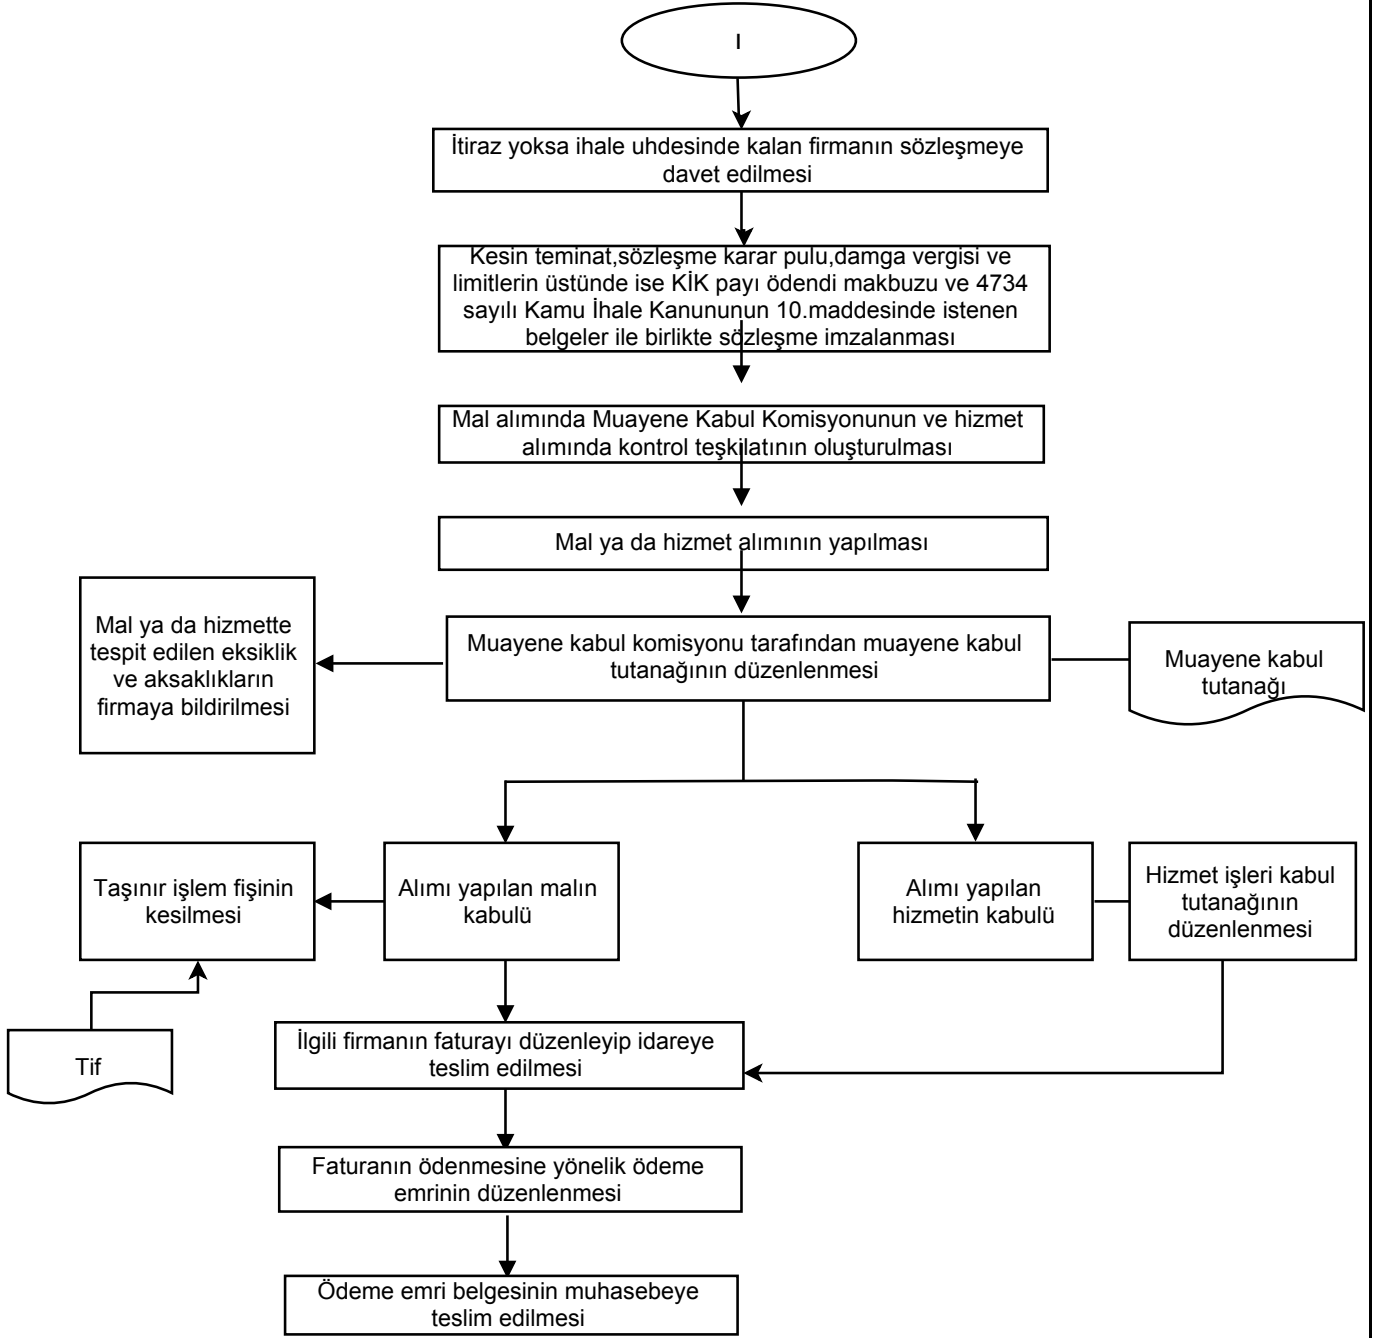 I
İtiraz yoksa ihale uhdesinde kalan firmanın sözleşmeye
davet edilmesi
Kesin teminat,sözleşme karar pulu,damga vergisi ve
limitlerin üstünde ise KİK payı ödendi makbuzu ve 4734
sayılı Kamu İhale Kanununun 10.maddesinde istenen
belgeler ile birlikte sözleşme imzalanması
Mal alımında Muayene Kabul Komisyonunun ve hizmet
alımında kontrol teşkilatının oluşturulması
Mal ya da hizmet alımının yapılması
Mal ya da hizmette
tespit edilen eksiklik
ve aksaklıkların
firmaya bildirilmesi
Muayene kabul komisyonu tarafından muayene kabul
tutanağının düzenlenmesi
Muayene kabul
tutanağı
Taşınır işlem fişinin
kesilmesi
Alımı yapılan malın
kabulü
Alımı yapılan
hizmetin kabulü
Hizmet işleri kabul
tutanağının
düzenlenmesi
Tif
İlgili firmanın faturayı düzenleyip idareye
teslim edilmesi
Faturanın ödenmesine yönelik ödeme
emrinin düzenlenmesi
Ödeme emri belgesinin muhasebeye
teslim edilmesi